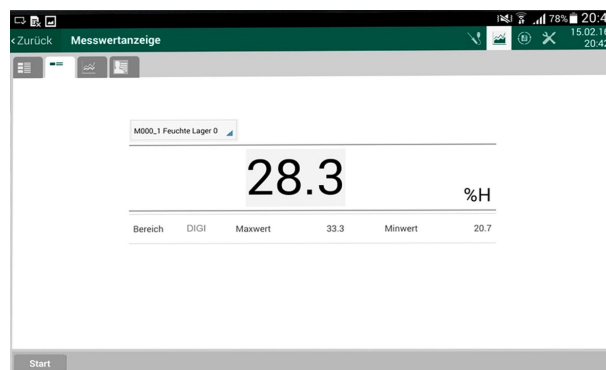 78% 20:4
<Zurück Messwertanzeige 15.02.16
20:42
M000_1 Feuchte Lager 0
28.3
%H
Bereich DIGI Maxwert 33.3 Minwert 20.7
Start